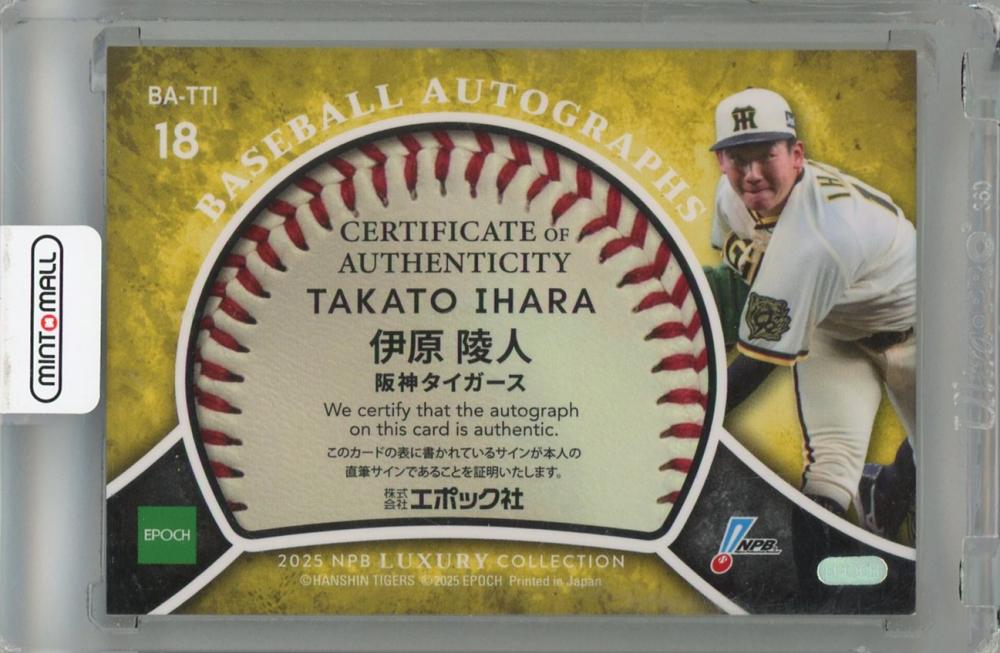 BA-TTI
18
BASEBALL AUTOGRAPHS
CERTIFICATE OF
AUTHENTICITY
TAKATO IHARA
伊原 陵人
阪神タイガース
We certify that the autograph
on this card is authentic.
このカードの表に書かれているサインが本人の
直筆サインであることを証明いたします。
株式会社エポック社
EPOCH
NPB
EPOCH
2025 NPB LUXURY COLLECTION
©HANSHIN TIGERS ©2025 EPOCH Printed in Japan
MINT MALL